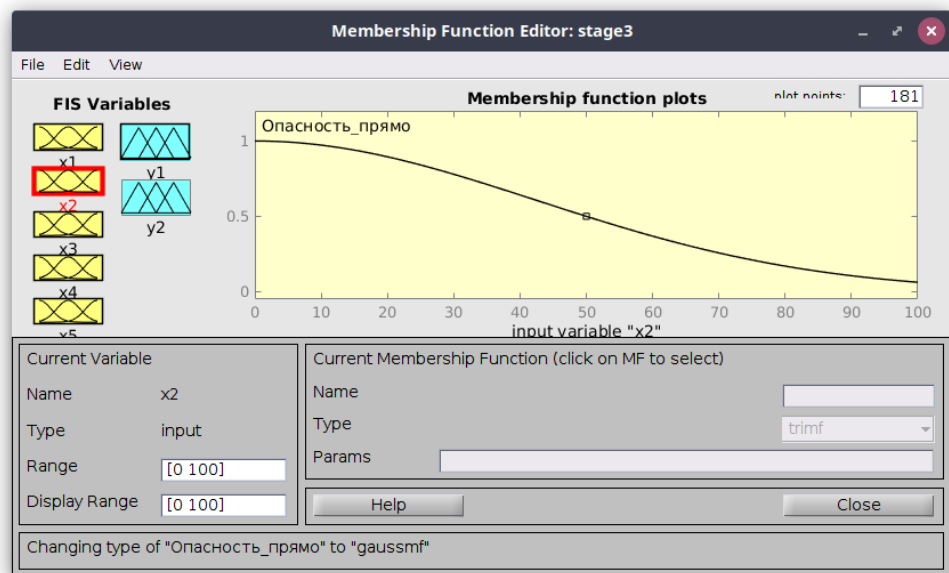 Membership Function Editor: stage3
File Edit View
FIS Variables
x1
x2
x3
x4
x5
y1
y2
Membership function plots
plot points: 181
Опасность_прямо
1
0.5
0
0 10 20 30 40 50 60 70 80 90 100
input variable "x2"
Current Variable
Name x2
Type input
Range [0 100]
Display Range [0 100]
Current Membership Function (click on MF to select)
Name
Type trimf
Params
Help Close
Changing type of "Опасность_прямо" to "gaussmf"